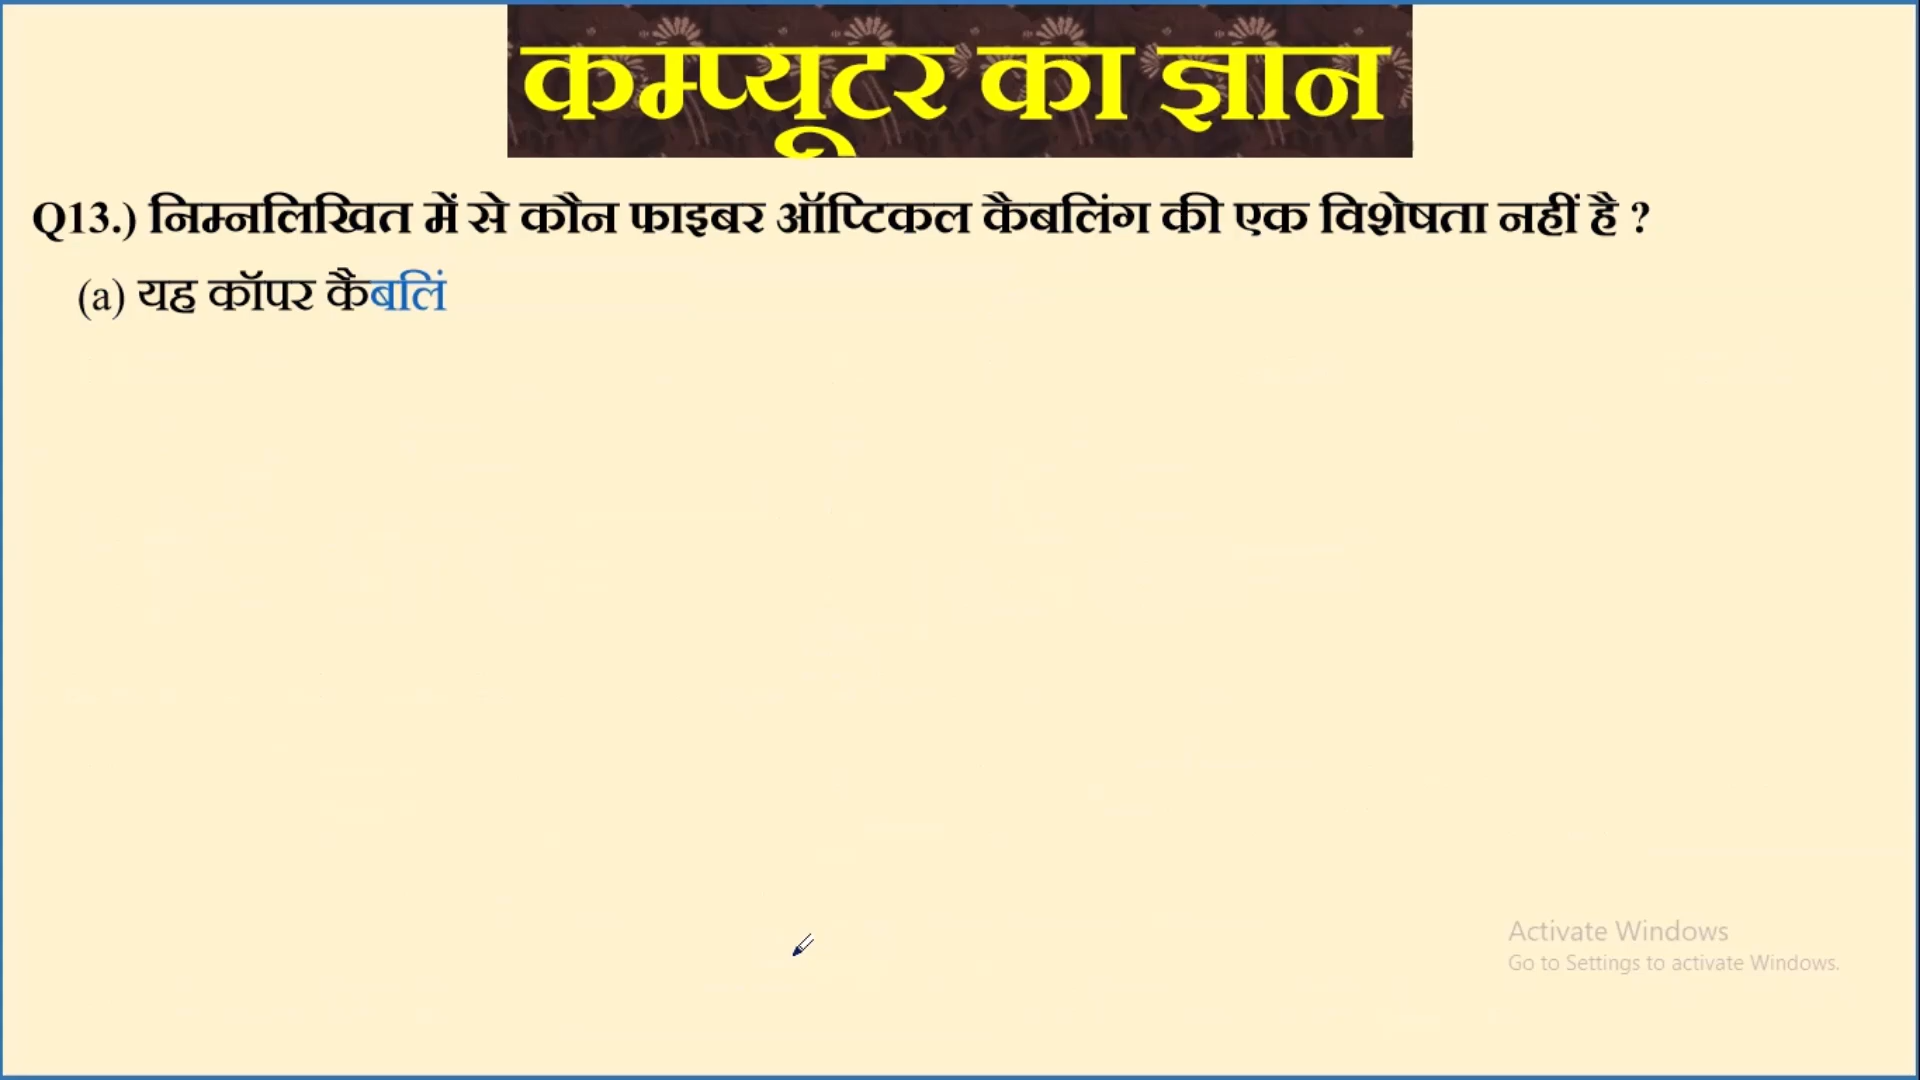 कम्प्यूटर का ज्ञान
Q13.) निम्नलिखित में से कौन फाइबर ऑप्टिकल कैबलिंग की एक विशेषता नहीं है ?
(a) यह कॉपर कैबलिं
Activate Windows
Go to Settings to activate Windows.